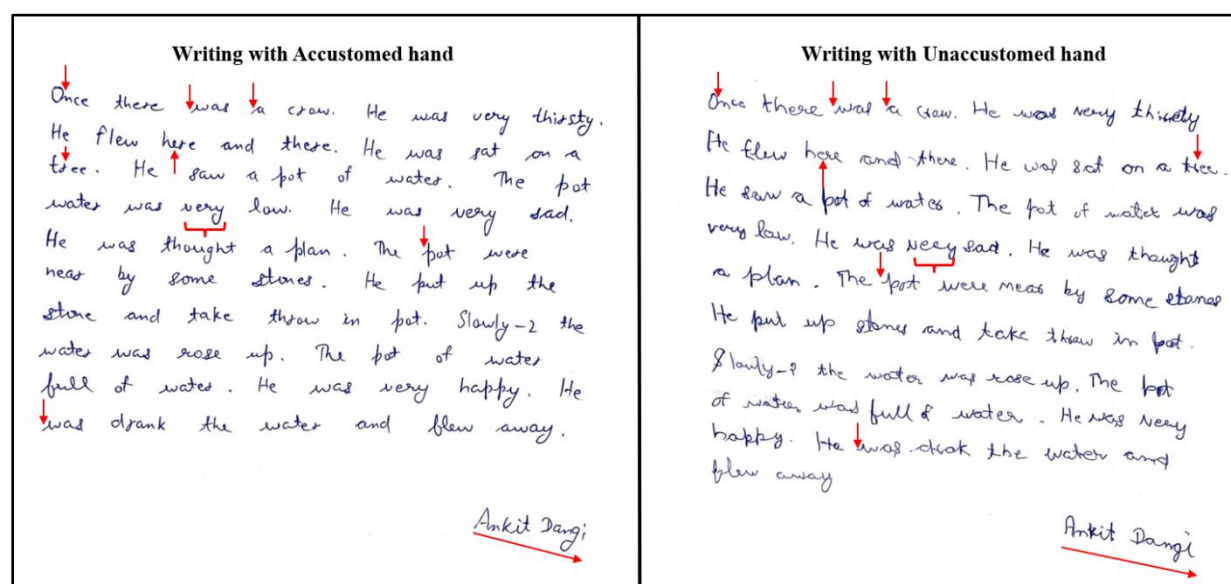 Writing with Accustomed hand
Once there was a crow. He was very thirsty.
He flew here and there. He was sat on a
tree. He saw a pot of water. The pot
water was very low. He was very sad.
He was thought a plan. The pot were
near by some stones. He put up the
stone and take throw in pot. Slowly-2 the
water was rose up. The pot of water
full of water. He was very happy. He
was drank the water and flew away.
Ankit Dangi
Writing with Unaccustomed hand
Once there was a crow. He was very thirsty
He flew here and there. He was sat on a tree.
He saw a pot of water. The pot of water was
very low. He was very sad. He was thought
a plan. The pot were near by some stones
He put up stones and take throw in pot.
Slowly-2 the water was rose up. The pot
of water was full of water. He was very
happy. He was drak the water and
flew away
Ankit Dangi